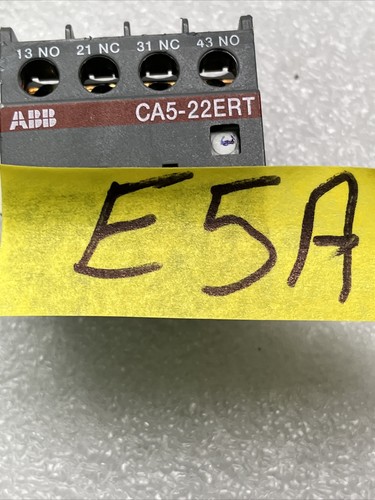 13 NO 21 NC 31 NC 43 NO
ABB CA5-22ERT
E5A